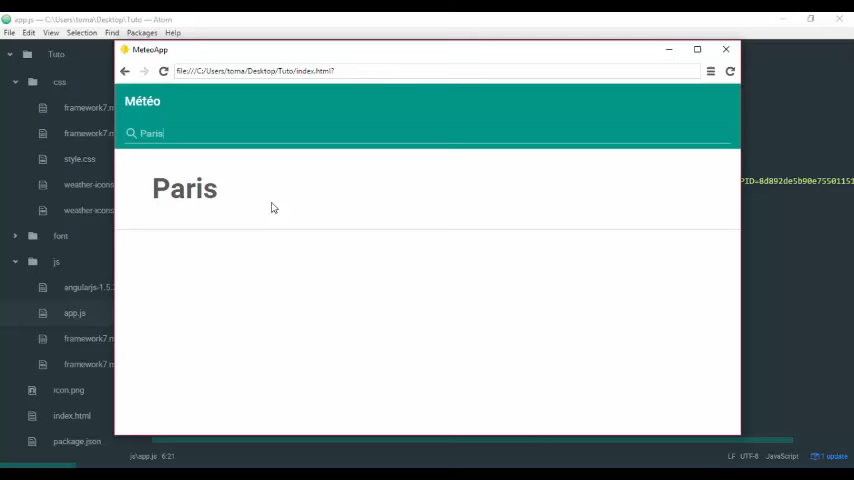 app.js — C:\Users\toma\Desktop\Tuto — Atom
File Edit View Selection Find Packages Help
MeteoApp
file:///C:/Users/toma/Desktop/Tuto/index.html?
Météo
Paris
Paris
Tuto
css
framework7.m
framework7.m
style.css
weather-icons
weather-icons
font
js
angularjs-1.5.
app.js
framework7.m
framework7.m
icon.png
index.html
package.json
PID=8d892de5b90e75501151
js\app.js 6:21
LF UTF-8 JavaScript 1 update